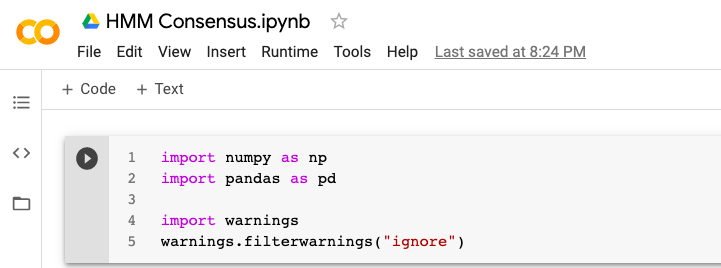 HMM Consensus.ipynb
File Edit View Insert Runtime Tools Help Last saved at 8:24 PM
+ Code + Text
1 import numpy as np
2 import pandas as pd
3
4 import warnings
5 warnings.filterwarnings("ignore")